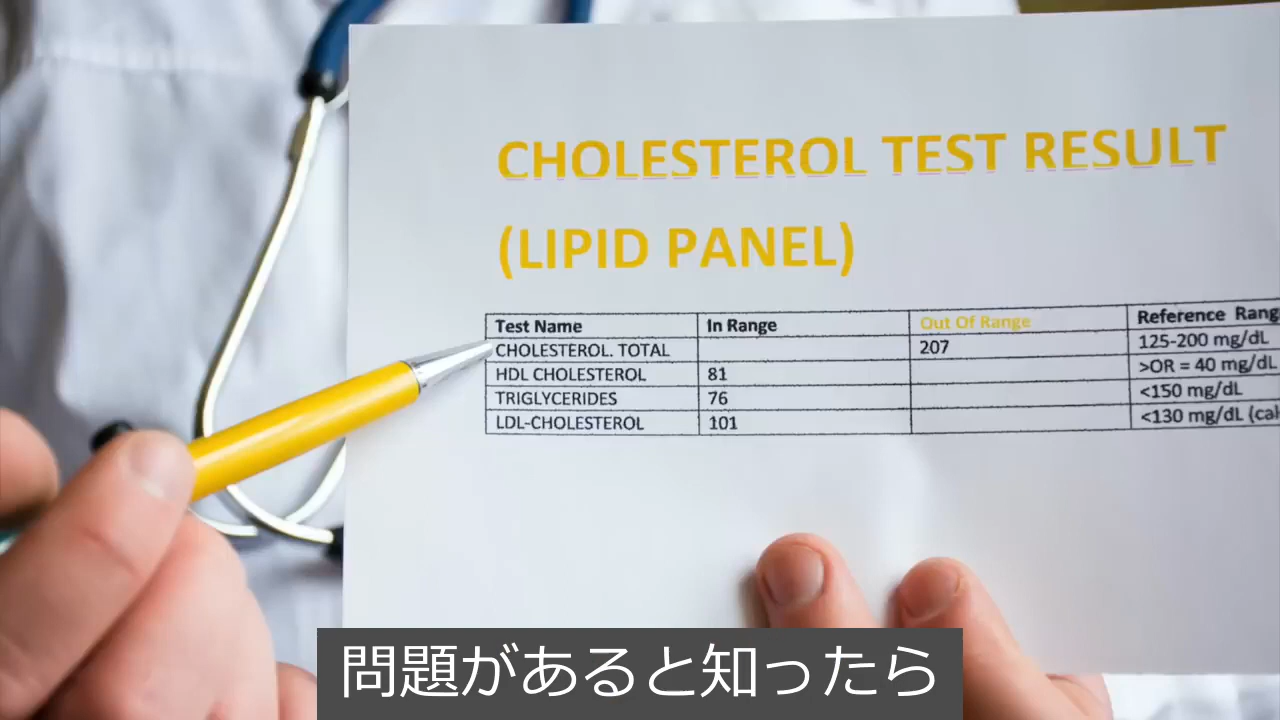 CHOLESTEROL TEST RESULT
(LIPID PANEL)
Test Name In Range Out Of Range Reference
CHOLESTEROL. TOTAL 207 125-200 mg/dL
HDL CHOLESTEROL 81 >OR = 40 mg/dL
TRIGLYCERIDES 76 <150 mg/dL
LDL-CHOLESTEROL 101 <130 mg/dL
問題があると知ったら